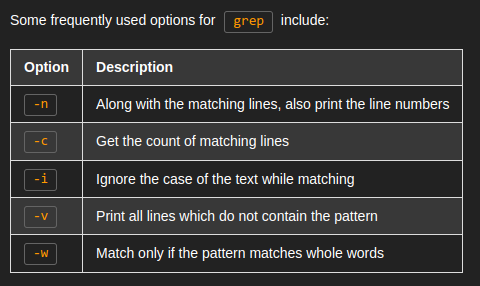 Some frequently used options for grep include:
Option Description
-n Along with the matching lines, also print the line numbers
-c Get the count of matching lines
-i Ignore the case of the text while matching
-v Print all lines which do not contain the pattern
-w Match only if the pattern matches whole words